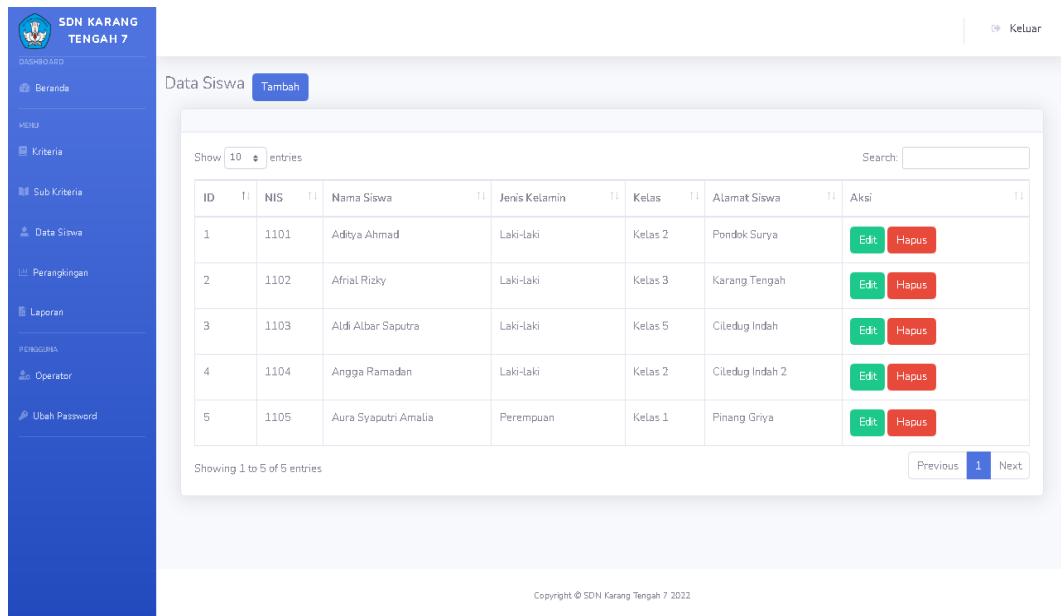 SDN KARANG
TENGAH 7
Keluar
DASHBOARD
Beranda
MENU
Kriteria
Sub Kriteria
Data Siswa
Perangkingan
Laporan
PENGGUNA
Operator
Ubah Password
Data Siswa Tambah
Show 10 entries Search:
ID NIS Nama Siswa Jenis Kelamin Kelas Alamat Siswa Aksi
1 1101 Aditya Ahmad Laki-laki Kelas 2 Pondok Surya Edit Hapus
2 1102 Afrial Rizky Laki-laki Kelas 3 Karang Tengah Edit Hapus
3 1103 Aldi Albar Saputra Laki-laki Kelas 5 Ciledug Indah Edit Hapus
4 1104 Angga Ramadan Laki-laki Kelas 2 Ciledug Indah 2 Edit Hapus
5 1105 Aura Syaputri Amalia Perempuan Kelas 1 Pinang Griya Edit Hapus
Showing 1 to 5 of 5 entries Previous 1 Next
Copyright © SDN Karang Tengah 7 2022